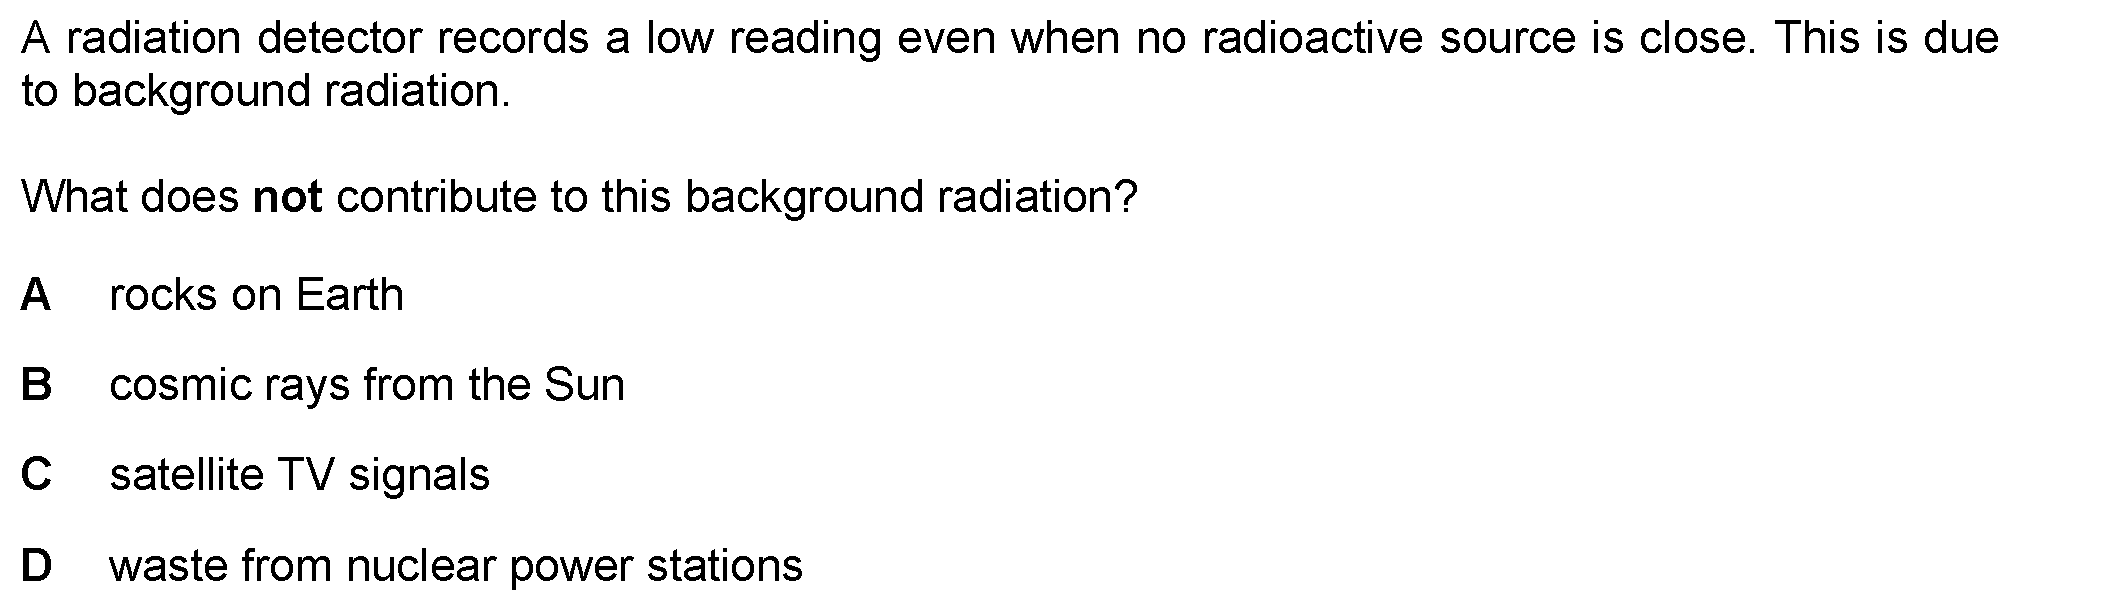 A radiation detector records a low reading even when no radioactive source is close. This is due
to background radiation.
What does not contribute to this background radiation?
A rocks on Earth
B cosmic rays from the Sun
C satellite TV signals
D waste from nuclear power stations